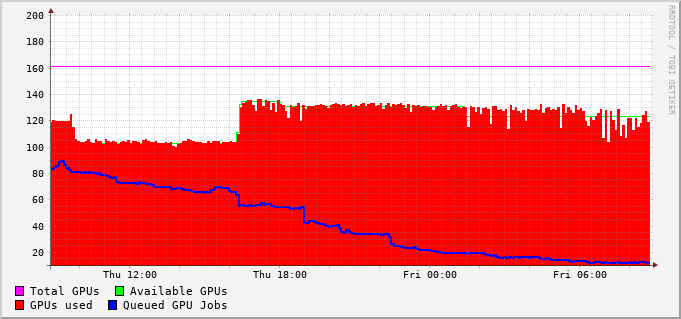 200
180
160
140
120
100
80
60
40
20
Thu 12:00 Thu 18:00 Fri 00:00 Fri 06:00
Total GPUs Available GPUs
GPUs used Queued GPU Jobs
RRDTOOL / TOBI OETIKER